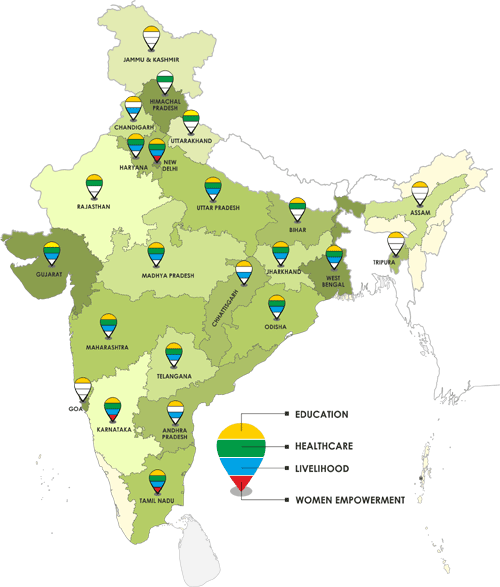 JAMMU & KASHMIR
HIMACHAL
PRADESH
CHANDIGARH
UTTARAKHAND
HARYANA
NEW
DELHI
RAJASTHAN
UTTAR PRADESH
ASSAM
BIHAR
TRIPURA
GUJARAT
MADHYA PRADESH
JHARKHAND
WEST
BENGAL
CHHATTISGARH
ODISHA
MAHARASHTRA
TELANGANA
GOA
KARNATAKA
ANDHRA
PRADESH
TAMIL NADU
EDUCATION
HEALTHCARE
LIVELIHOOD
WOMEN EMPOWERMENT